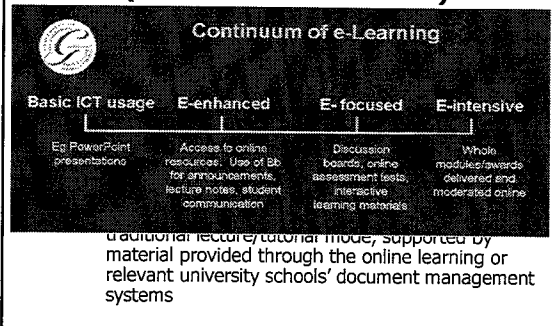 Continuum of e-Learning
Basic ICT usage
E-enhanced
E-focused
E-intensive
Eg PowerPoint
presentations
Access to online
resources. Use of Bb
for announcements,
lecture notes, student
communication
Discussion
boards, online
assessment tests,
interactive
learning materials
Whole
modules/awards
delivered and
moderated online
traditional lecture/tutorial mode, supported by
material provided through the online learning or
relevant university schools' document management
systems